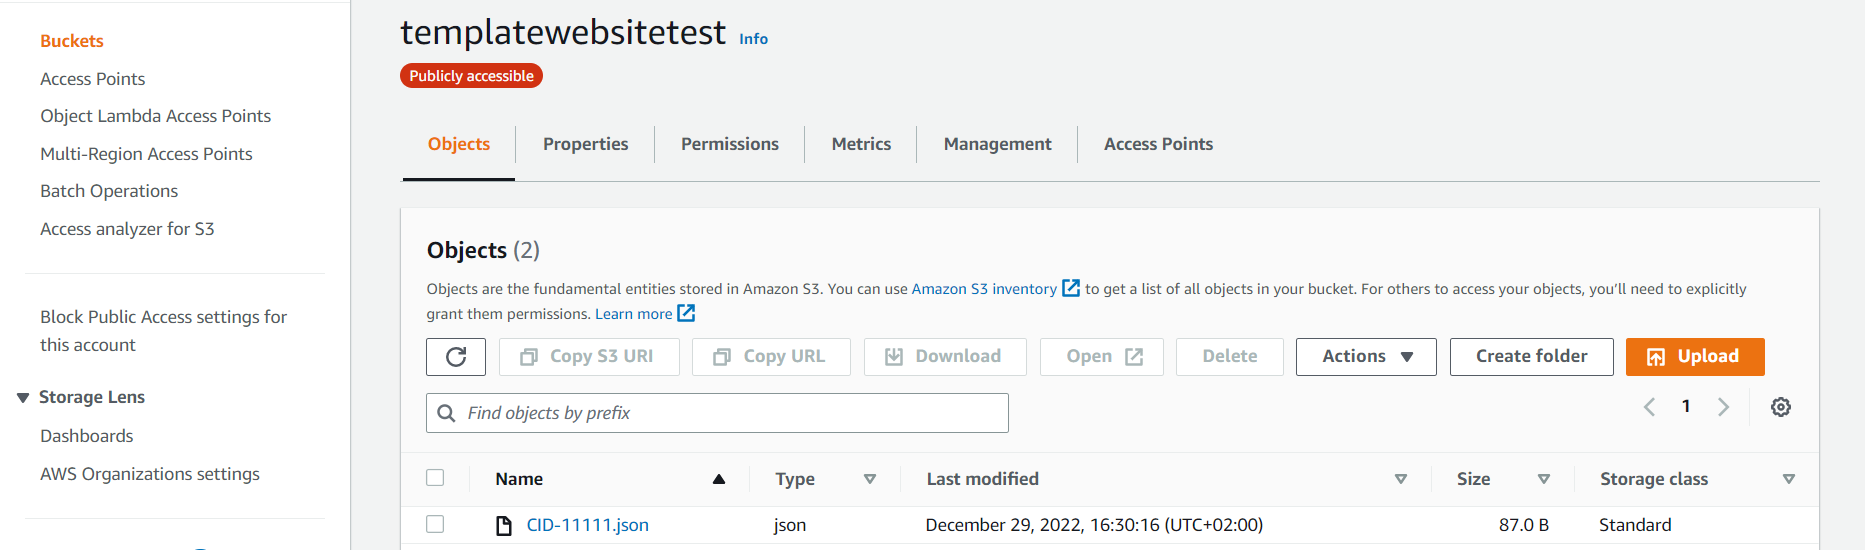 Buckets
Access Points
Object Lambda Access Points
Multi-Region Access Points
Batch Operations
Access analyzer for S3
Block Public Access settings for
this account
Storage Lens
Dashboards
AWS Organizations settings
templatewebsitetest Info
Publicly accessible
Objects Properties Permissions Metrics Management Access Points
Objects (2)
Objects are the fundamental entities stored in Amazon S3. You can use Amazon S3 inventory to get a list of all objects in your bucket. For others to access your objects, you'll need to explicitly
grant them permissions. Learn more
Copy S3 URI Copy URL Download Open Delete Actions Create folder Upload
Find objects by prefix 1
Name Type Last modified Size Storage class
CID-11111.json json December 29, 2022, 16:30:16 (UTC+02:00) 87.0 B Standard